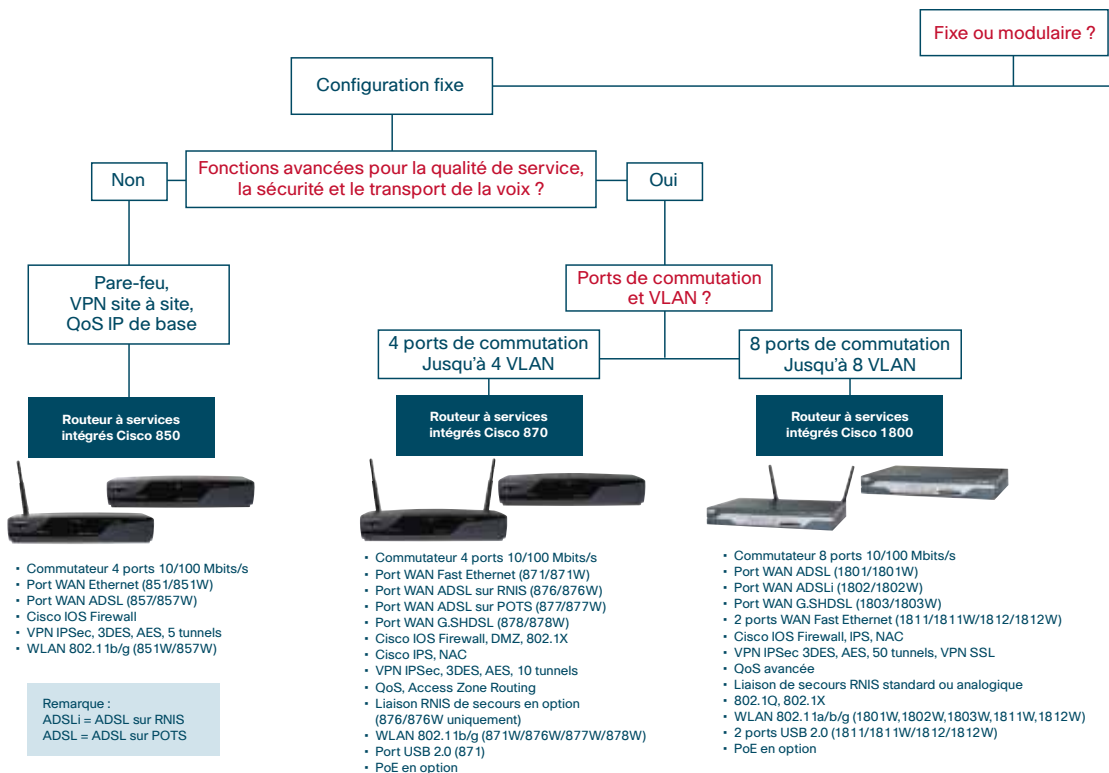 Fixe ou modulaire ?
Configuration fixe
Fonctions avancées pour la qualité de service,
la sécurité et le transport de la voix ?
Non
Oui
Pare-feu,
VPN site à site,
QoS IP de base
Ports de commutation
et VLAN ?
4 ports de commutation
Jusqu'à 4 VLAN
8 ports de commutation
Jusqu'à 8 VLAN
Routeur à services
intégrés Cisco 850
Routeur à services
intégrés Cisco 870
Routeur à services
intégrés Cisco 1800
▪ Commutateur 4 ports 10/100 Mbits/s
▪ Port WAN Ethernet (851/851W)
▪ Port WAN ADSL (857/857W)
▪ Cisco IOS Firewall
▪ VPN IPSec, 3DES, AES, 5 tunnels
▪ WLAN 802.11b/g (851W/857W)
Remarque :
ADSLi = ADSL sur RNIS
ADSL = ADSL sur POTS
▪ Commutateur 4 ports 10/100 Mbits/s
▪ Port WAN Fast Ethernet (871/871W)
▪ Port WAN ADSL sur RNIS (876/876W)
▪ Port WAN ADSL sur POTS (877/877W)
▪ Port WAN G.SHDSL (878/878W)
▪ Cisco IOS Firewall, DMZ, 802.1X
▪ Cisco IPS, NAC
▪ VPN IPSec, 3DES, AES, 10 tunnels
▪ QoS, Access Zone Routing
▪ Liaison RNIS de secours en option
(876/876W uniquement)
▪ WLAN 802.11b/g (871W/876W/877W/878W)
▪ Port USB 2.0 (871)
▪ PoE en option
▪ Commutateur 8 ports 10/100 Mbits/s
▪ Port WAN ADSL (1801/1801W)
▪ Port WAN ADSLi (1802/1802W)
▪ Port WAN G.SHDSL (1803/1803W)
▪ 2 ports WAN Fast Ethernet (1811/1811W/1812/1812W)
▪ Cisco IOS Firewall, IPS, NAC
▪ VPN IPSec 3DES, AES, 50 tunnels, VPN SSL
▪ QoS avancée
▪ Liaison de secours RNIS standard ou analogique
▪ 802.1Q, 802.1X
▪ WLAN 802.11a/b/g (1801W,1802W,1803W,1811W,1812W)
▪ 2 ports USB 2.0 (1811/1811W/1812/1812W)
▪ PoE en option